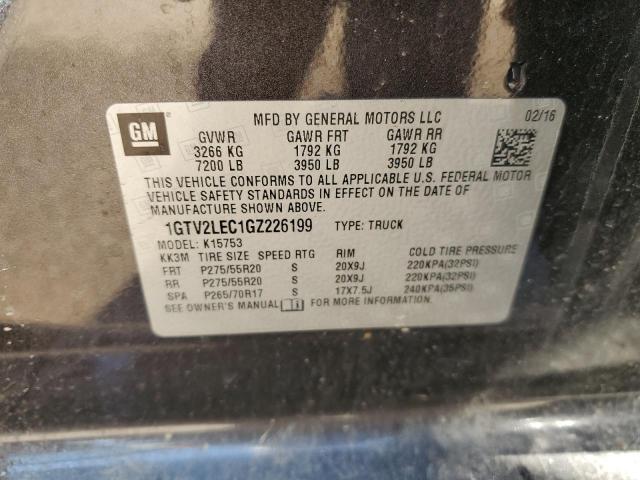 GM
MFD BY GENERAL MOTORS LLC 02/16
GVWR GAWR FRT GAWR RR
3266 KG 1792 KG 1792 KG
7200 LB 3950 LB 3950 LB
THIS VEHICLE CONFORMS TO ALL APPLICABLE U.S. FEDERAL MOTOR
VEHICLE SAFETY STANDARDS IN EFFECT ON THE DATE OF
MANUFACTURE SHOWN ABOVE.
1GTV2LEC1GZ226199 TYPE: TRUCK
MODEL: K15753
KK3M TIRE SIZE SPEED RTG RIM COLD TIRE PRESSURE
FRT P275/55R20 S 20X9J 220KPA(32PSI)
RR P275/55R20 S 20X9J 220KPA(32PSI)
SPA P265/70R17 S 17X7.5J 240KPA(35PSI)
SEE OWNER'S MANUAL FOR MORE INFORMATION.